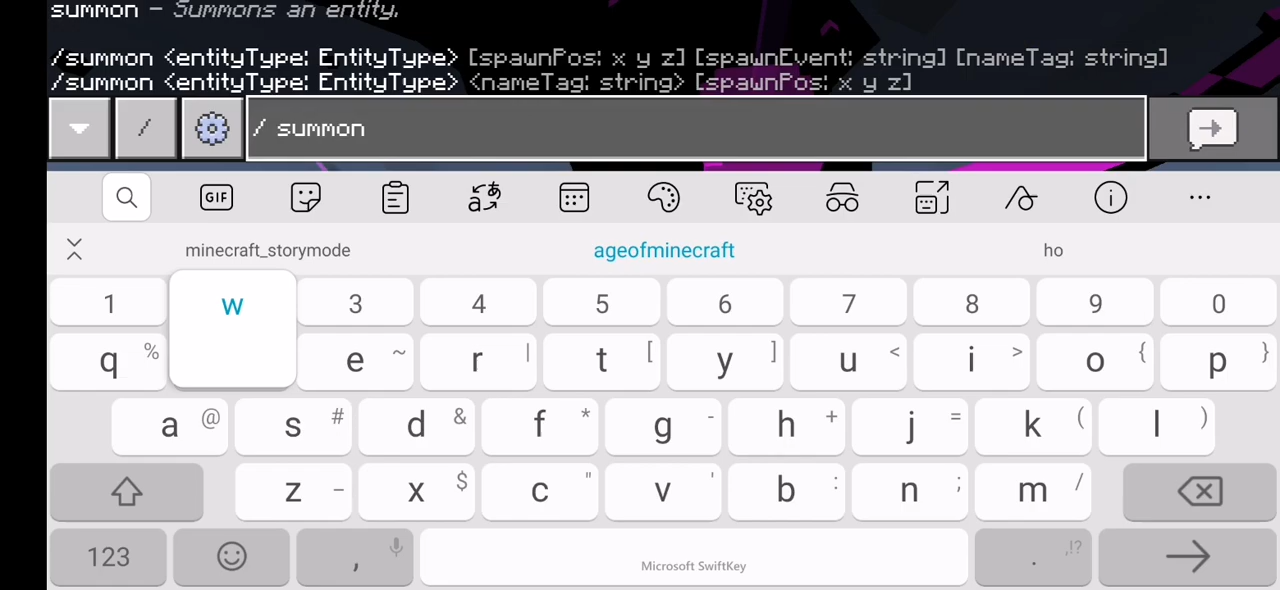 summon – Summons an entity.
/summon <entityType: EntityType> [spawnPos: x y z] [spawnEvent: string] [nameTag: string]
/summon <entityType: EntityType> <nameTag: string> [spawnPos: x y z]
/ / summon
GIF
minecraft_storymode ageofminecraft ho
1 w 3 4 5 6 7 8 9 0
q % e ~ r | t [ y ] u < i > o { p }
a @ s # d & f * g - h + j = k ( l )
z – x $ c " v ' b : n ; m /
123 , Microsoft SwiftKey . ,!?